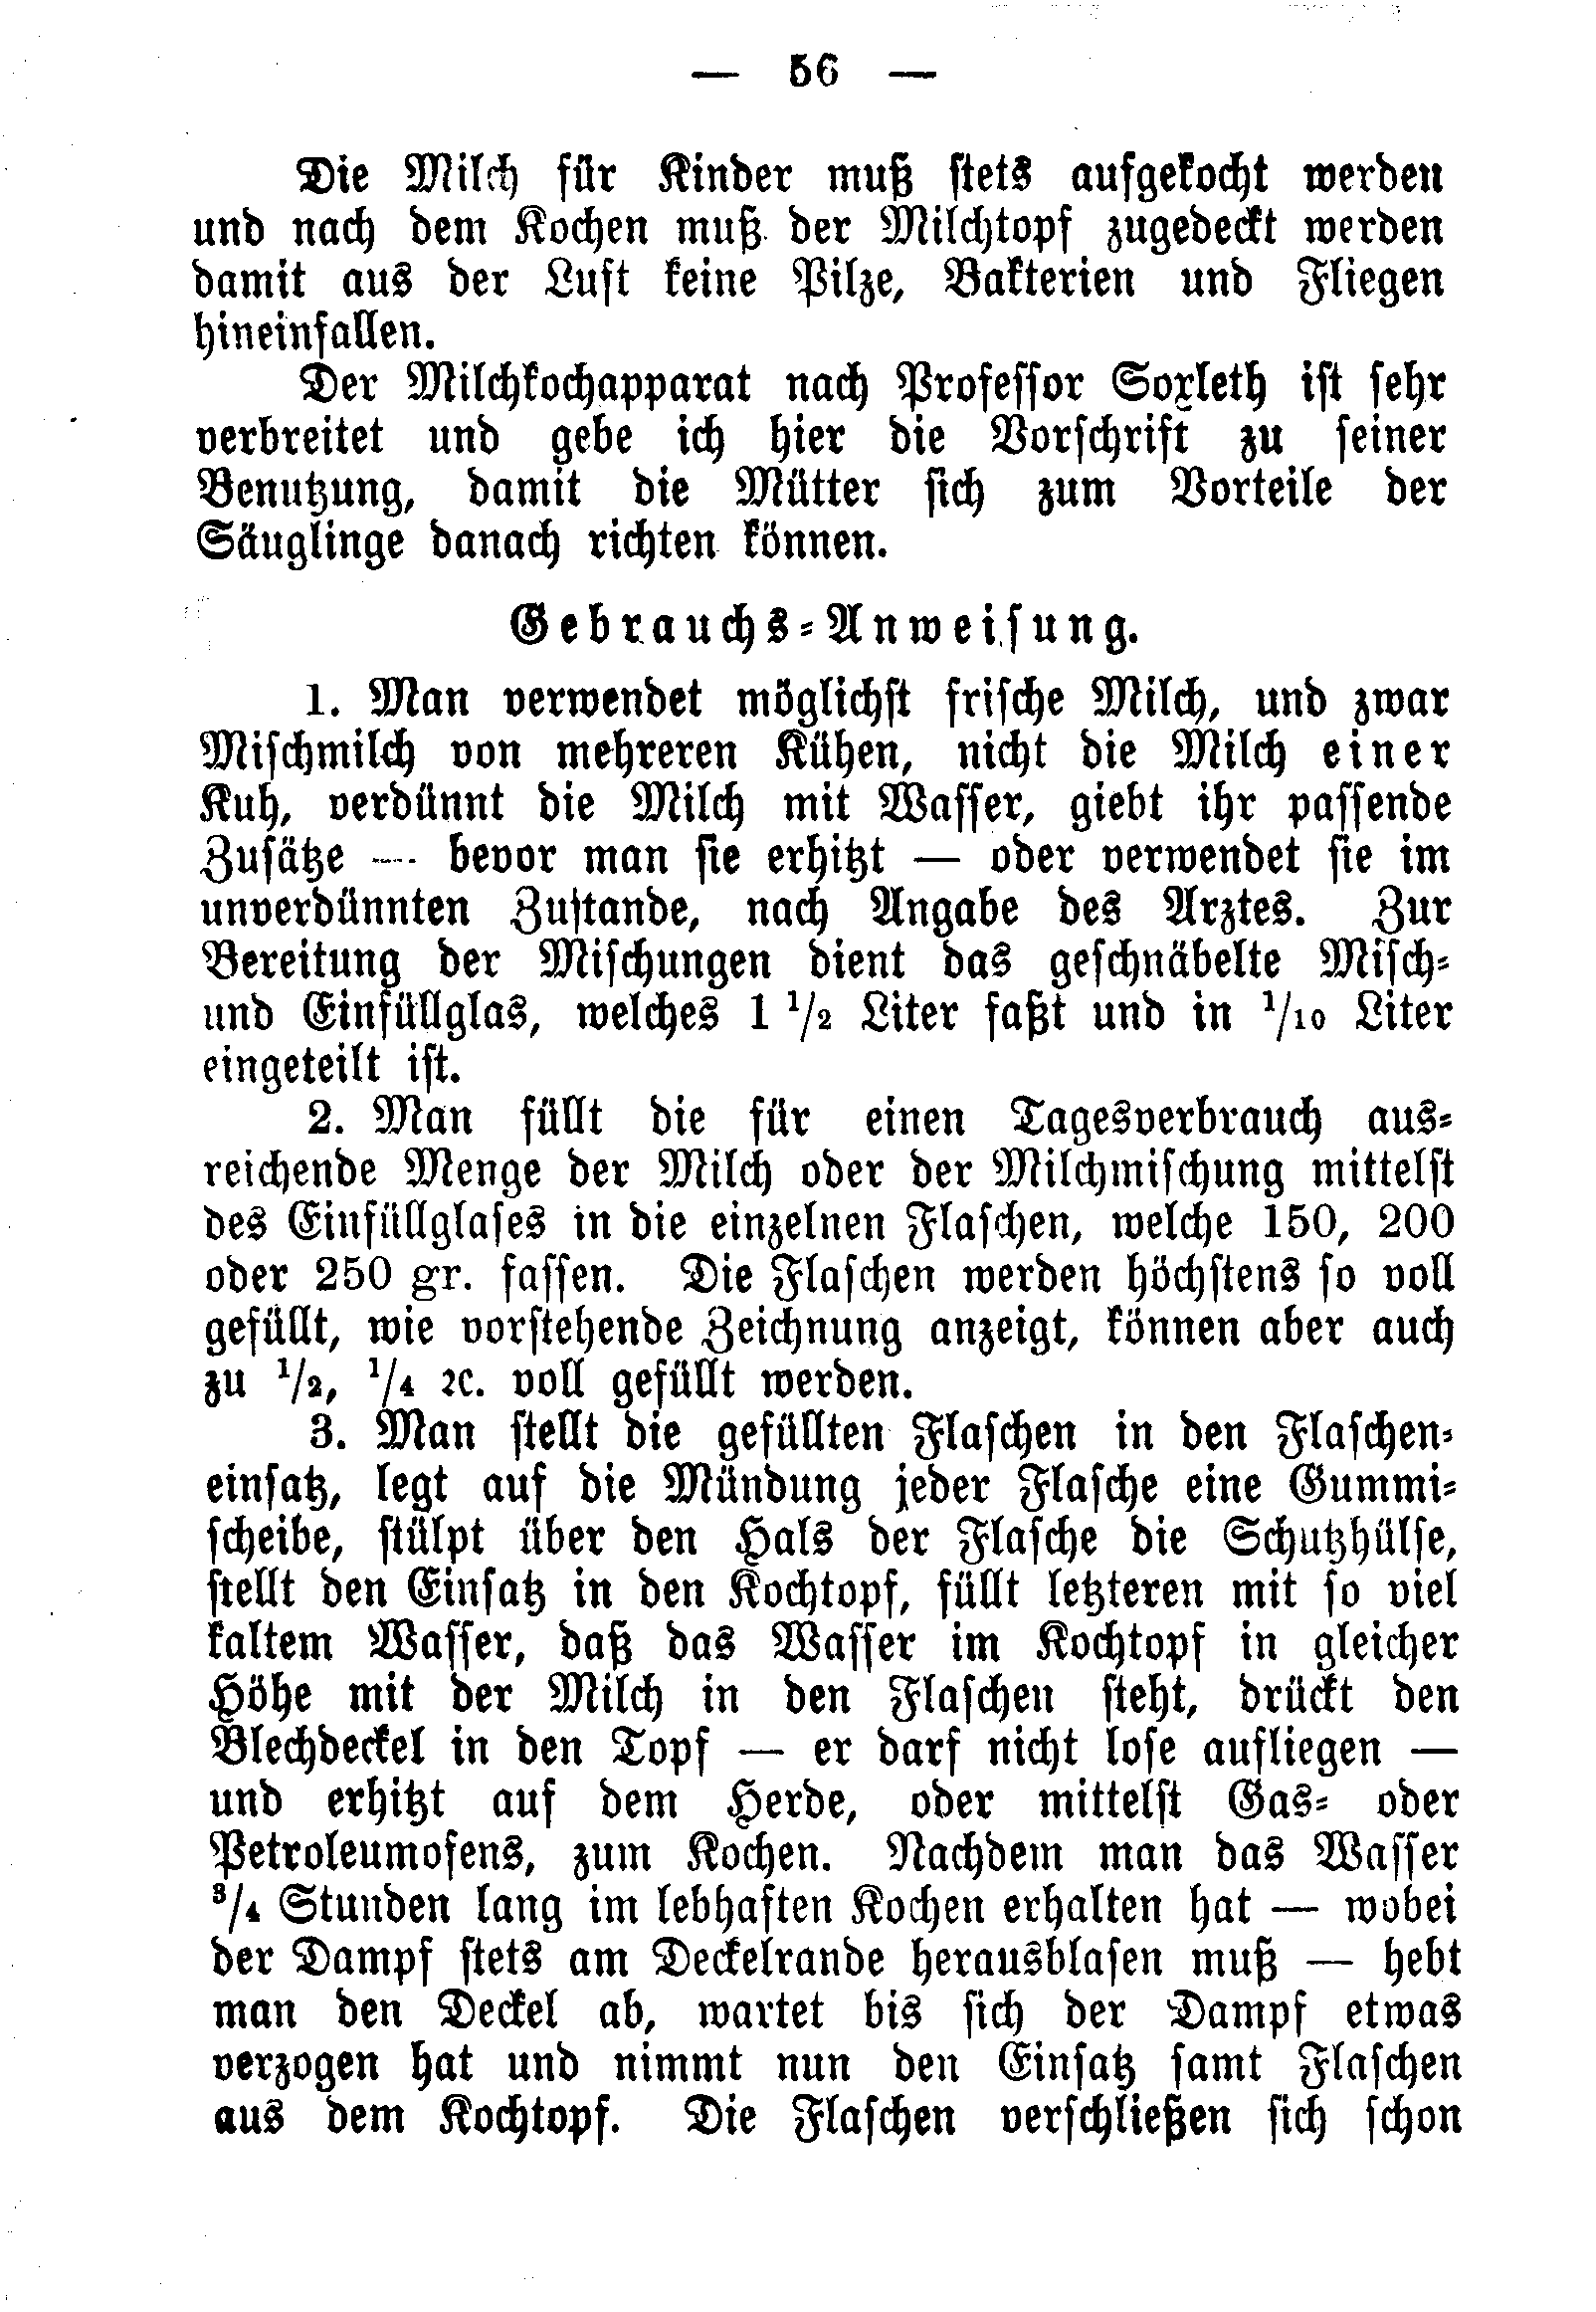 — 56 —
Die Milch für Kinder muß stets aufgekocht werden
und nach dem Kochen muß der Milchtopf zugedeckt werden
damit aus der Luft keine Pilze, Bakterien und Fliegen
hineinfallen.
Der Milchkochapparat nach Professor Soxleth ist sehr
verbreitet und gebe ich hier die Vorschrift zu seiner
Benutzung, damit die Mütter sich zum Vorteile der
Säuglinge danach richten können.
Gebrauchs-Anweisung.
1. Man verwendet möglichst frische Milch, und zwar
Mischmilch von mehreren Kühen, nicht die Milch einer
Kuh, verdünnt die Milch mit Wasser, giebt ihr passende
Zusätze — bevor man sie erhitzt — oder verwendet sie im
unverdünnten Zustande, nach Angabe des Arztes. Zur
Bereitung der Mischungen dient das geschnäbelte Misch-
und Einfüllglas, welches 1 1/2 Liter faßt und in 1/10 Liter
eingeteilt ist.
2. Man füllt die für einen Tagesverbrauch aus-
reichende Menge der Milch oder der Milchmischung mittelst
des Einfüllglases in die einzelnen Flaschen, welche 150, 200
oder 250 gr. fassen. Die Flaschen werden höchstens so voll
gefüllt, wie vorstehende Zeichnung anzeigt, können aber auch
zu 1/2, 1/4 ꝛc. voll gefüllt werden.
3. Man stellt die gefüllten Flaschen in den Flaschen-
einsatz, legt auf die Mündung jeder Flasche eine Gummi-
scheibe, stülpt über den Hals der Flasche die Schutzhülse,
stellt den Einsatz in den Kochtopf, füllt letzteren mit so viel
kaltem Wasser, daß das Wasser im Kochtopf in gleicher
Höhe mit der Milch in den Flaschen steht, drückt den
Blechdeckel in den Topf — er darf nicht lose aufliegen —
und erhitzt auf dem Herde, oder mittelst Gas- oder
Petroleumofens, zum Kochen. Nachdem man das Wasser
3/4 Stunden lang im lebhaften Kochen erhalten hat — wobei
der Dampf stets am Deckelrande herausblasen muß — hebt
man den Deckel ab, wartet bis sich der Dampf etwas
verzogen hat und nimmt nun den Einsatz samt Flaschen
aus dem Kochtopf. Die Flaschen verschließen sich schon